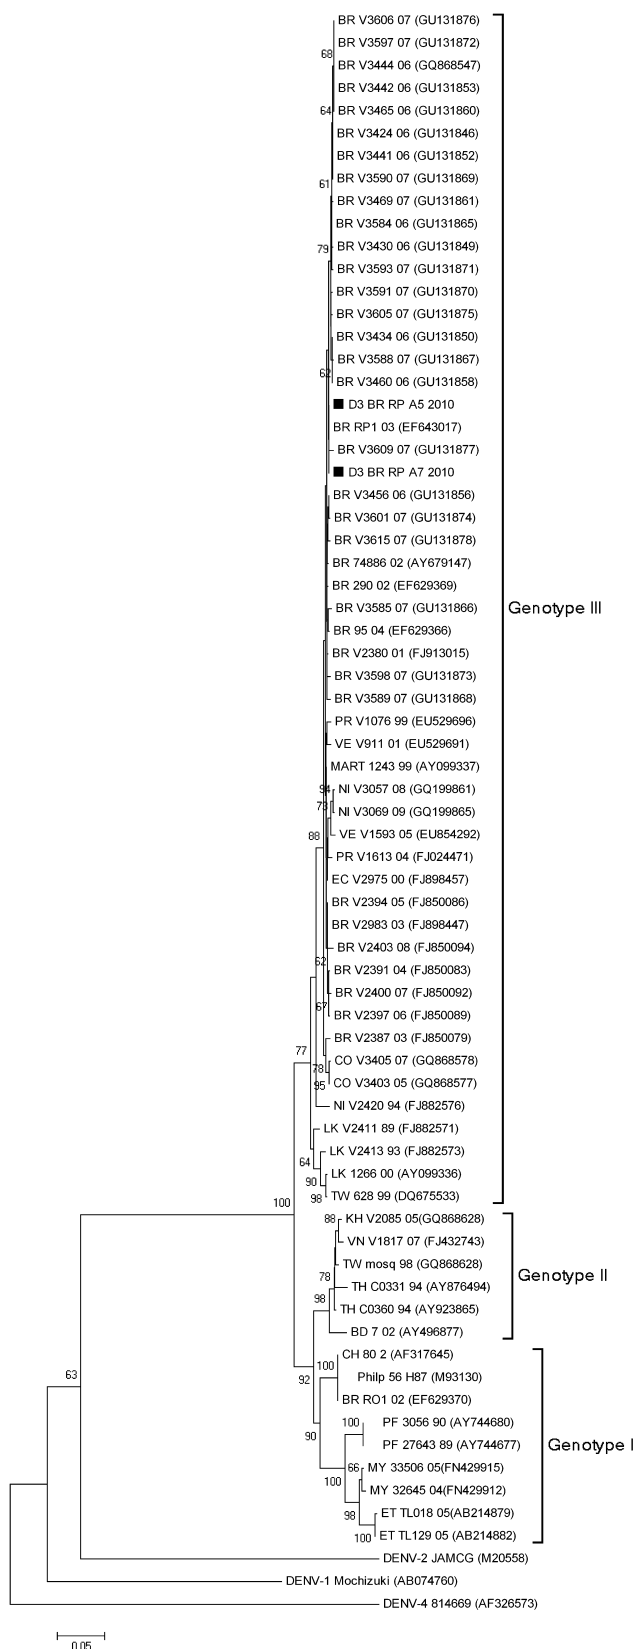 BR V3606 07 (GU131876)
68
BR V3597 07 (GU131872)
BR V3444 06 (GQ868547)
BR V3442 06 (GU131853)
64
BR V3465 06 (GU131860)
BR V3424 06 (GU131846)
BR V3441 06 (GU131852)
61
BR V3590 07 (GU131869)
BR V3469 07 (GU131861)
BR V3584 06 (GU131865)
79
BR V3430 06 (GU131849)
BR V3593 07 (GU131871)
BR V3591 07 (GU131870)
BR V3605 07 (GU131875)
BR V3434 06 (GU131850)
BR V3588 07 (GU131867)
62
BR V3460 06 (GU131858)
D3 BR RP A5 2010
BR RP1 03 (EF643017)
BR V3609 07 (GU131877)
D3 BR RP A7 2010
BR V3456 06 (GU131856)
BR V3601 07 (GU131874)
BR V3615 07 (GU131878)
BR 74886 02 (AY679147)
BR 290 02 (EF629369)
BR V3585 07 (GU131866)
Genotype III
BR 95 04 (EF629366)
BR V2380 01 (FJ913015)
BR V3598 07 (GU131873)
BR V3589 07 (GU131868)
PR V1076 99 (EU529696)
VE V911 01 (EU529691)
MART 1243 99 (AY099337)
94
NI V3057 08 (GQ199861)
73
NI V3069 09 (GQ199865)
88
VE V1593 05 (EU854292)
PR V1613 04 (FJ024471)
EC V2975 00 (FJ898457)
BR V2394 05 (FJ850086)
BR V2983 03 (FJ898447)
BR V2403 08 (FJ850094)
62
BR V2391 04 (FJ850083)
BR V2400 07 (FJ850092)
67
BR V2397 06 (FJ850089)
BR V2387 03 (FJ850079)
77
CO V3405 07 (GQ868578)
78
CO V3403 05 (GQ868577)
95
NI V2420 94 (FJ882576)
LK V2411 89 (FJ882571)
LK V2413 93 (FJ882573)
64
LK 1266 00 (AY099336)
90
TW 628 99 (DQ675533)
98
100
KH V2085 05(GQ868628)
88
VN V1817 07 (FJ432743)
TW mosq 98 (GQ868628)
78
TH C0331 94 (AY876494)
Genotype II
98
TH C0360 94 (AY923865)
BD 7 02 (AY496877)
CH 80 2 (AF317645)
100
63
92
Philp 56 H87 (M93130)
BR RO1 02 (EF629370)
100
PF 3056 90 (AY744680)
90
PF 27643 89 (AY744677)
Genotype I
66
MY 33506 05(FN429915)
100
MY 32645 04(FN429912)
98
ET TL018 05(AB214879)
100
ET TL129 05 (AB214882)
DENV-2 JAMCG (M20558)
DENV-1 Mochizuki (AB074760)
DENV-4 814669 (AF326573)
0.05